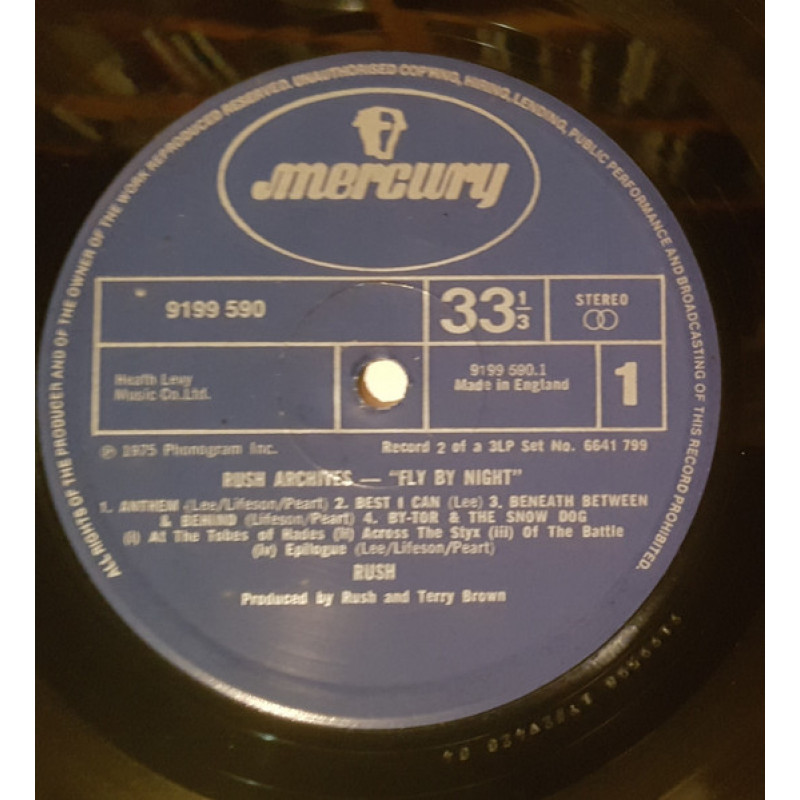 ALL RIGHTS OF THE PRODUCER AND OF THE OWNER OF THE WORK REPRODUCED RESERVED. UNAUTHORISED COPYING, HIRING, LENDING, PUBLIC PERFORMANCE AND BROADCASTING OF THIS RECORD PROHIBITED.
mercury
9199 590
33 1/3
STEREO
Heath Levy
Music Co. Ltd.
9199 590.1
Made in England
1
℗ 1975 Phonogram Inc.
Record 2 of a 3LP Set No. 6641 799
RUSH ARCHIVES — "FLY BY NIGHT"
1. ANTHEM (Lee/Lifeson/Peart) 2. BEST I CAN (Lee) 3. BENEATH BETWEEN
& BEHIND (Lifeson/Peart) 4. BY-TOR & THE SNOW DOG
(i) At The Tobes of Hades (ii) Across The Styx (iii) Of The Battle
(iv) Epilogue (Lee/Lifeson/Peart)
RUSH
Produced by Rush and Terry Brown